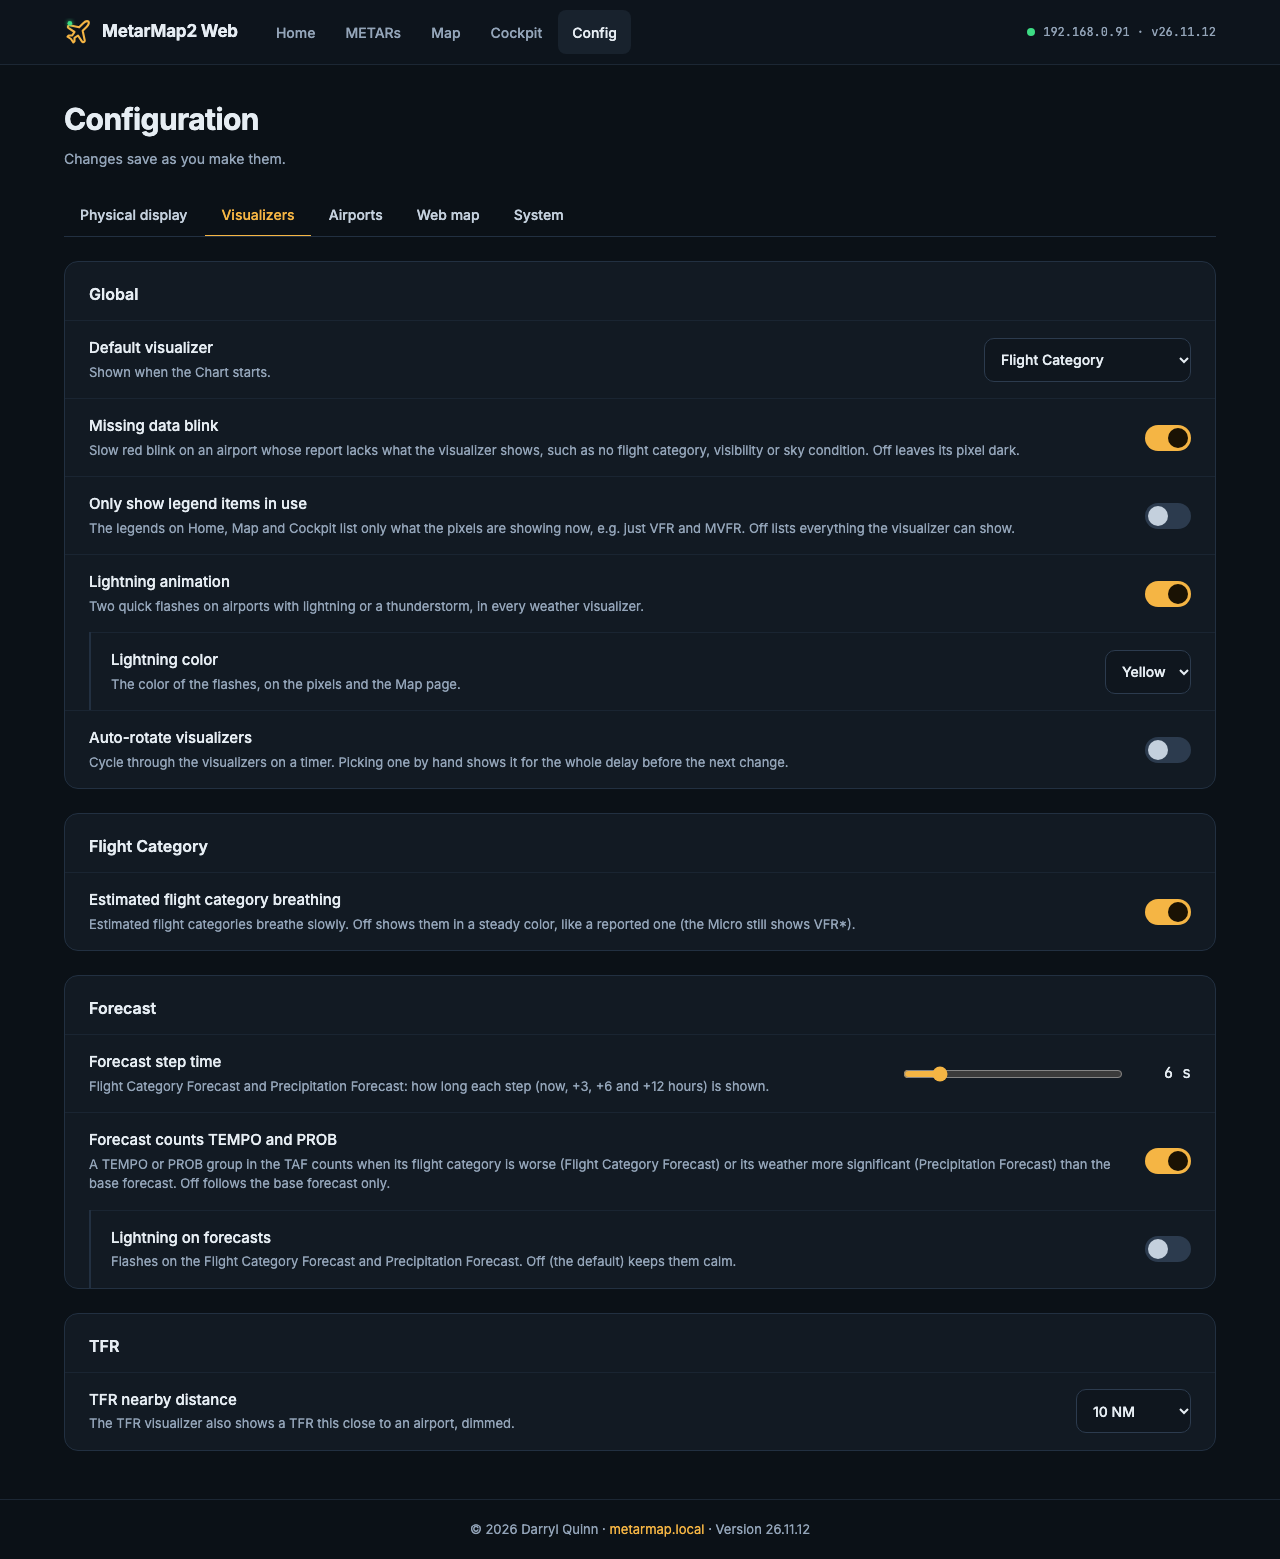 MetarMap2 Web
Home
METARs
Map
Cockpit
Config
192.168.0.91 · v26.11.12
Configuration
Changes save as you make them.
Physical display
Visualizers
Airports
Web map
System
Global
Default visualizer
Shown when the Chart starts.
Flight Category
Missing data blink
Slow red blink on an airport whose report lacks what the visualizer shows, such as no flight category, visibility or sky condition. Off leaves its pixel dark.
Only show legend items in use
The legends on Home, Map and Cockpit list only what the pixels are showing now, e.g. just VFR and MVFR. Off lists everything the visualizer can show.
Lightning animation
Two quick flashes on airports with lightning or a thunderstorm, in every weather visualizer.
Lightning color
The color of the flashes, on the pixels and the Map page.
Yellow
Auto-rotate visualizers
Cycle through the visualizers on a timer. Picking one by hand shows it for the whole delay before the next change.
Flight Category
Estimated flight category breathing
Estimated flight categories breathe slowly. Off shows them in a steady color, like a reported one (the Micro still shows VFR*).
Forecast
Forecast step time
Flight Category Forecast and Precipitation Forecast: how long each step (now, +3, +6 and +12 hours) is shown.
6 s
Forecast counts TEMPO and PROB
A TEMPO or PROB group in the TAF counts when its flight category is worse (Flight Category Forecast) or its weather more significant (Precipitation Forecast) than the
base forecast. Off follows the base forecast only.
Lightning on forecasts
Flashes on the Flight Category Forecast and Precipitation Forecast. Off (the default) keeps them calm.
TFR
TFR nearby distance
The TFR visualizer also shows a TFR this close to an airport, dimmed.
10 NM
© 2026 Darryl Quinn · metarmap.local · Version 26.11.12